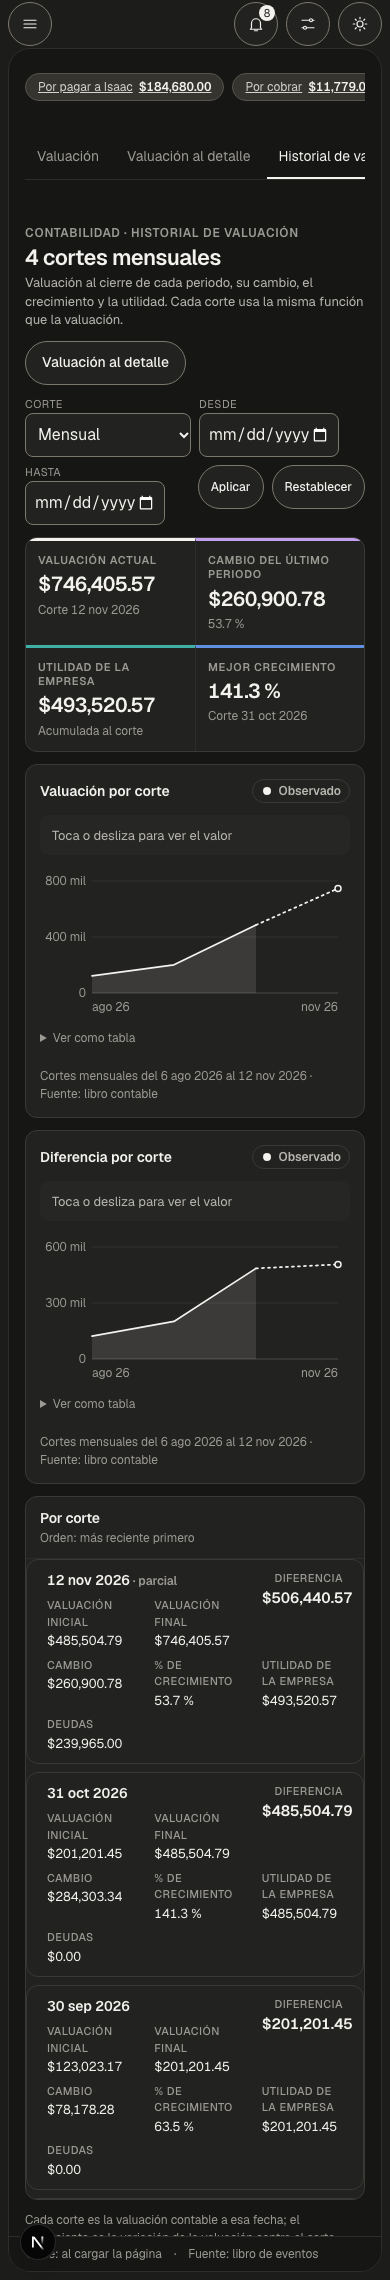 8
Por pagar a Isaac $184,680.00
Por cobrar $11,779.0
Valuación
Valuación al detalle
Historial de va
CONTABILIDAD · HISTORIAL DE VALUACIÓN
4 cortes mensuales
Valuación al cierre de cada periodo, su cambio, el
crecimiento y la utilidad. Cada corte usa la misma función
que la valuación.
Valuación al detalle
CORTE
DESDE
Mensual
mm/dd/yyyy
HASTA
mm/dd/yyyy
Aplicar
Restablecer
VALUACIÓN ACTUAL
$746,405.57
Corte 12 nov 2026
CAMBIO DEL ÚLTIMO
PERIODO
$260,900.78
53.7 %
UTILIDAD DE LA
EMPRESA
$493,520.57
Acumulada al corte
MEJOR CRECIMIENTO
141.3 %
Corte 31 oct 2026
Valuación por corte
Observado
Toca o desliza para ver el valor
800 mil
400 mil
0
ago 26
nov 26
Ver como tabla
Cortes mensuales del 6 ago 2026 al 12 nov 2026 ·
Fuente: libro contable
Diferencia por corte
Observado
Toca o desliza para ver el valor
600 mil
300 mil
0
ago 26
nov 26
Ver como tabla
Cortes mensuales del 6 ago 2026 al 12 nov 2026 ·
Fuente: libro contable
Por corte
Orden: más reciente primero
12 nov 2026 · parcial
DIFERENCIA
$506,440.57
VALUACIÓN
INICIAL
$485,504.79
VALUACIÓN
FINAL
$746,405.57
CAMBIO
$260,900.78
% DE
CRECIMIENTO
53.7 %
UTILIDAD DE
LA EMPRESA
$493,520.57
DEUDAS
$239,965.00
31 oct 2026
DIFERENCIA
$485,504.79
VALUACIÓN
INICIAL
$201,201.45
VALUACIÓN
FINAL
$485,504.79
CAMBIO
$284,303.34
% DE
CRECIMIENTO
141.3 %
UTILIDAD DE
LA EMPRESA
$485,504.79
DEUDAS
$0.00
30 sep 2026
DIFERENCIA
$201,201.45
VALUACIÓN
INICIAL
$123,023.17
VALUACIÓN
FINAL
$201,201.45
CAMBIO
$78,178.28
% DE
CRECIMIENTO
63.5 %
UTILIDAD DE
LA EMPRESA
$201,201.45
DEUDAS
$0.00
Cada corte es la valuación contable a esa fecha; el
N
al cargar la página · Fuente: libro de eventos